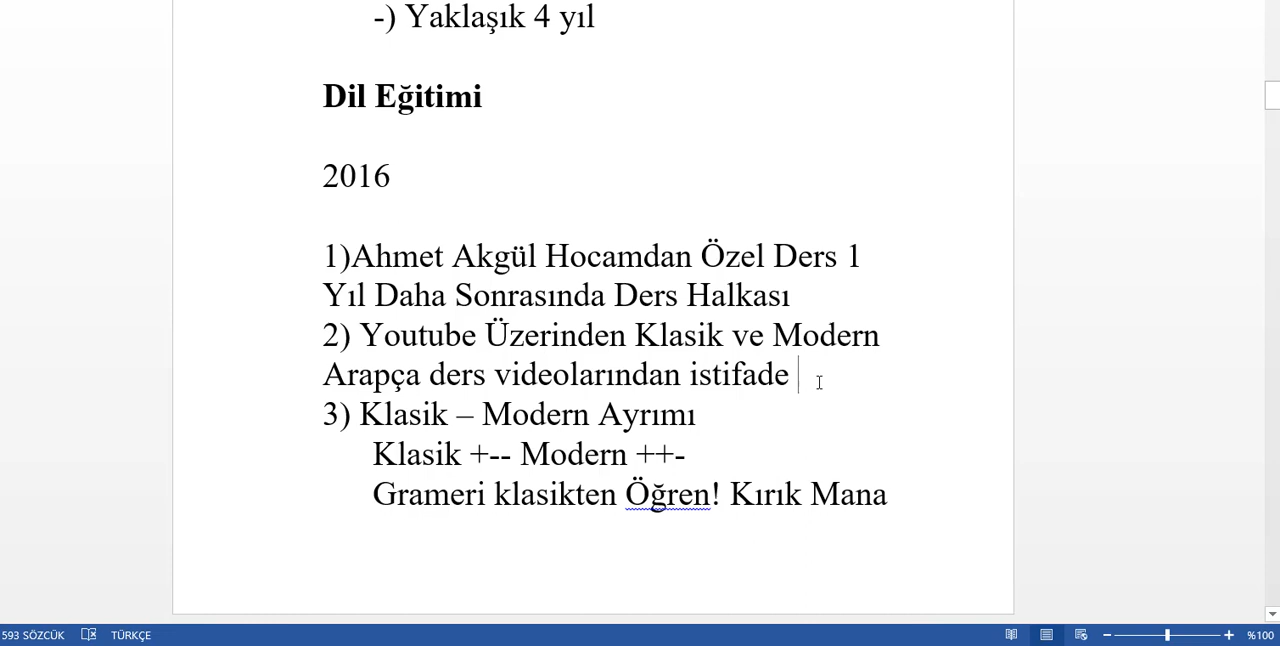 -) Yaklaşık 4 yıl
Dil Eğitimi
2016
1)Ahmet Akgül Hocamdan Özel Ders 1
Yıl Daha Sonrasında Ders Halkası
2) Youtube Üzerinden Klasik ve Modern
Arapça ders videolarından istifade
3) Klasik – Modern Ayrımı
Klasik +-- Modern ++-
Grameri klasikten Öğren! Kırık Mana
593 SÖZCÜK TÜRKÇE %100